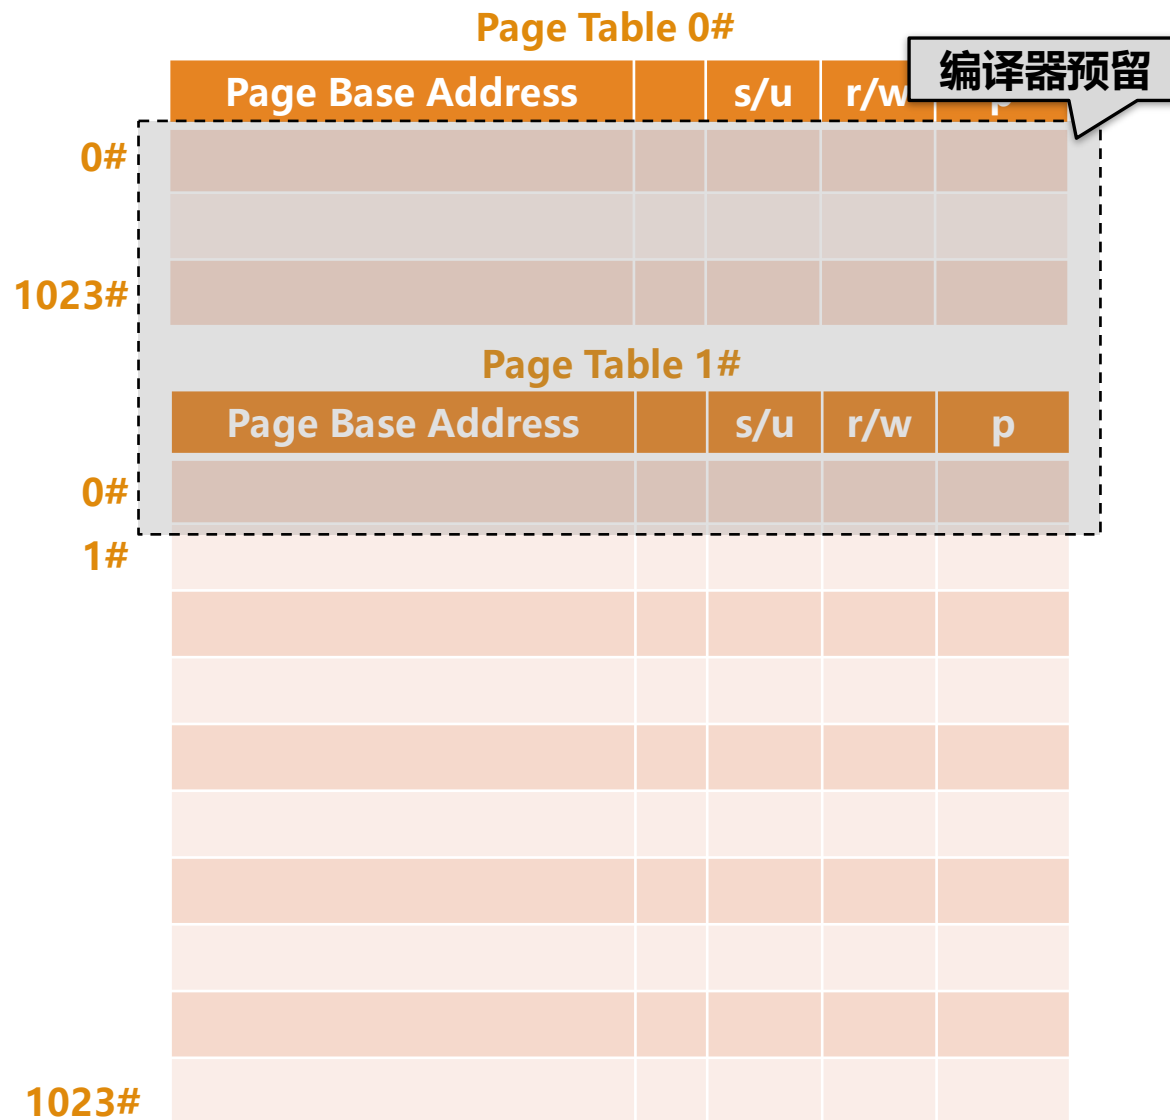 Page Table 0#
编译器预留
Page Base Address s/u r/w p
0#
1023#
Page Table 1#
Page Base Address s/u r/w p
0#
1#
1023#